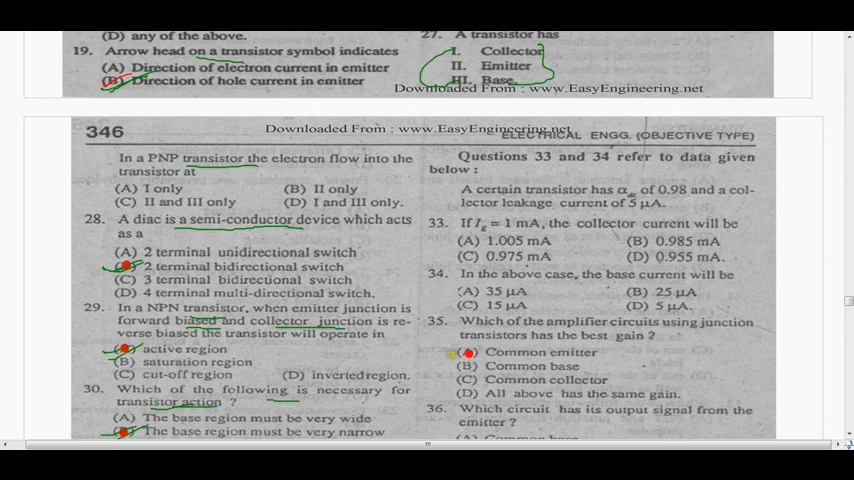 (D) any of the above.
19. Arrow head on a transistor symbol indicates
(A) Direction of electron current in emitter
(B) Direction of hole current in emitter
27. A transistor has
I. Collector
II. Emitter
III. Base.
Downloaded From : www.EasyEngineering.net
346
Downloaded From : www.EasyEngineering.net
ELECTRICAL ENGG. (OBJECTIVE TYPE)
In a PNP transistor the electron flow into the
transistor at
(A) I only (B) II only
(C) II and III only (D) I and III only.
28. A diac is a semi-conductor device which acts
as a
(A) 2 terminal unidirectional switch
2 terminal bidirectional switch
(C) 3 terminal bidirectional switch
(D) 4 terminal multi-directional switch.
29. In a NPN transistor, when emitter junction is
forward biased and collector junction is re-
verse biased the transistor will operate in
active region
(B) saturation region
(C) cut-off region (D) inverted region.
30. Which of the following is necessary for
transistor action ?
(A) The base region must be very wide
The base region must be very narrow
Questions 33 and 34 refer to data given
below :
A certain transistor has α dc of 0.98 and a col-
lector leakage current of 5 μA.
33. If IE = 1 mA, the collector current will be
(A) 1.005 mA (B) 0.985 mA
(C) 0.975 mA (D) 0.955 mA.
34. In the above case, the base current will be
(A) 35 μA (B) 25 μA
(C) 15 μA (D) 5 μA.
35. Which of the amplifier circuits using junction
transistors has the best gain ?
(A) Common emitter
(B) Common base
(C) Common collector
(D) All above has the same gain.
36. Which circuit has its output signal from the
emitter ?
(A) Common base